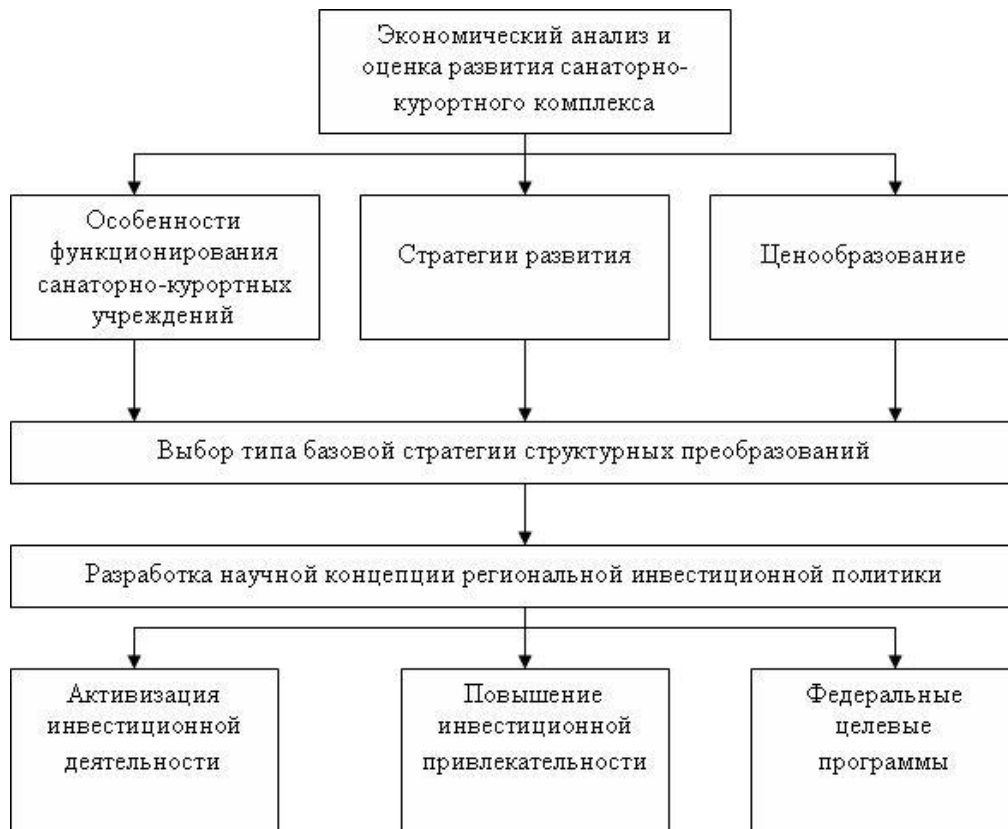 Экономический анализ и
оценка развития санаторно-
курортного комплекса
Особенности
функционирования
санаторно-курортных
учреждений
Стратегии развития
Ценообразование
Выбор типа базовой стратегии структурных преобразований
Разработка научной концепции региональной инвестиционной политики
Активизация
инвестиционной
деятельности
Повышение
инвестиционной
привлекательности
Федеральные
целевые
программы